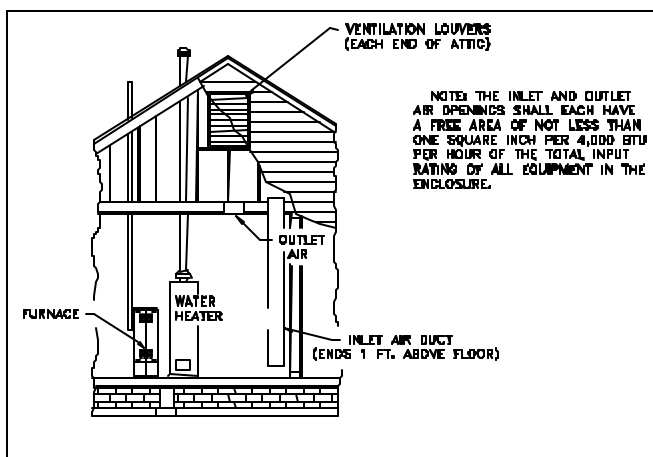 VENTILATION LOUVERS
(EACH END OF ATTIC)
NOTE: THE INLET AND OUTLET
AIR OPENINGS SHALL EACH HAVE
A FREE AREA OF NOT LESS THAN
ONE SQUARE INCH PER 4,000 BTU
PER HOUR OF THE TOTAL INPUT
RATING OF ALL EQUIPMENT IN THE
ENCLOSURE.
OUTLET
AIR
WATER
HEATER
FURNACE
INLET AIR DUCT
(ENDS 1 FT. ABOVE FLOOR)